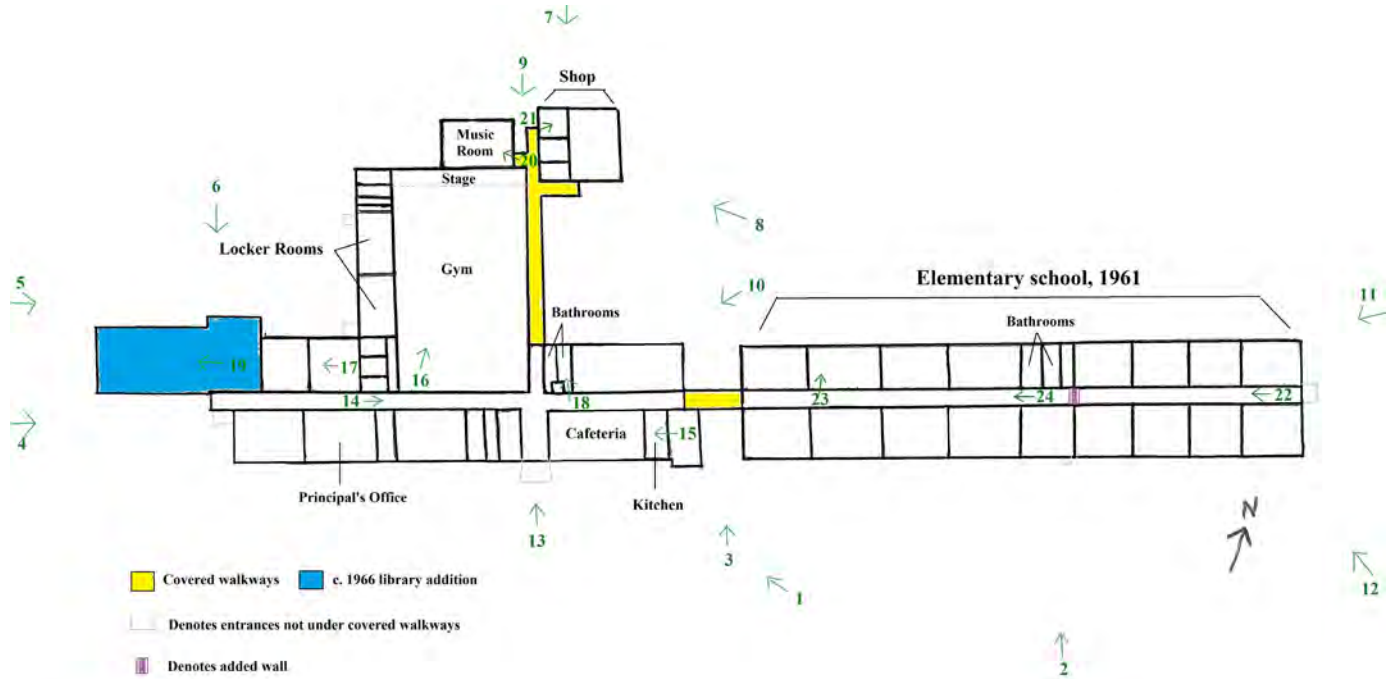 7
9
Shop
21
Music
Room
20
Stage
6
8
Locker Rooms
Gym
5
10
Elementary school, 1961
11
Bathrooms
Bathrooms
19
17
16
23
14
18
24
22
4
Cafeteria
15
Principal's Office
Kitchen
N
13
3
12
1
Covered walkways
c. 1966 library addition
Denotes entrances not under covered walkways
2
Denotes added wall